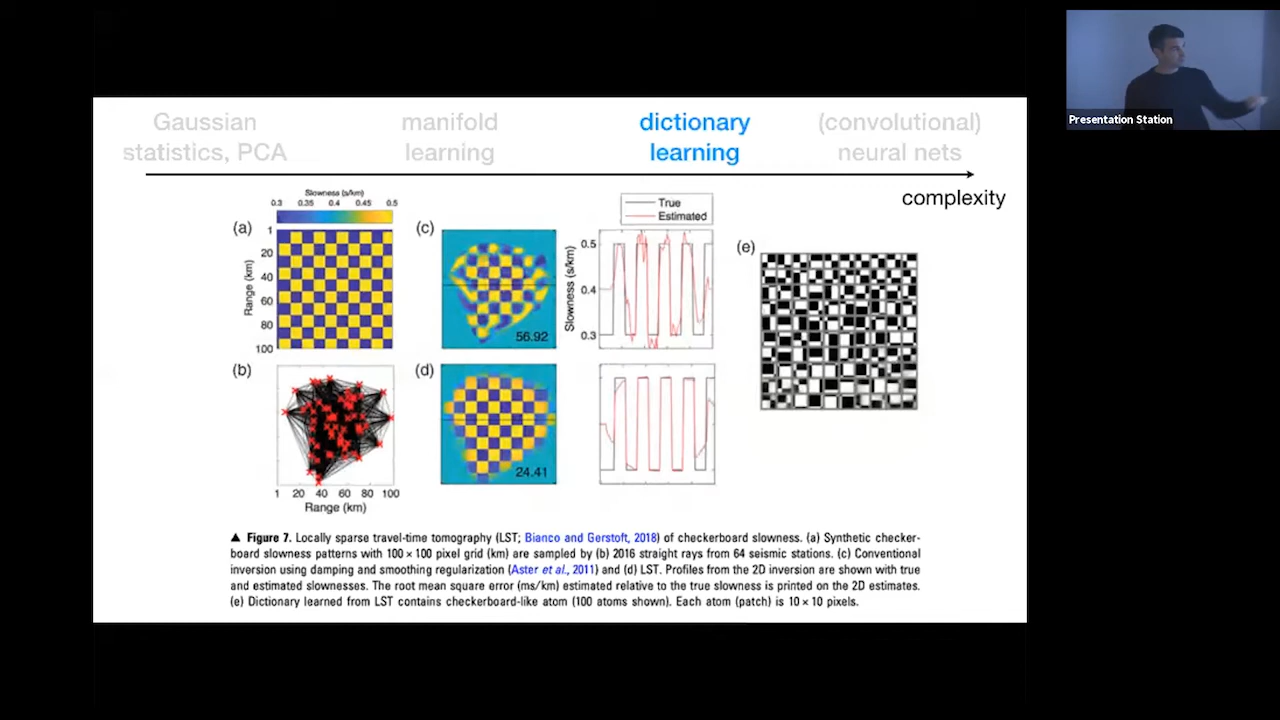 Presentation Station
Gaussian
statistics, PCA
manifold
learning
dictionary
learning
(convolutional)
neural nets
complexity
Slowness (s/km)
0.3 0.35 0.4 0.45 0.5
(a)
1
20
40
60
80
100
Range (km)
(b)
1 20 40 60 80 100
Range (km)
(c)
56.92
(d)
24.41
True
Estimated
0.5
0.4
0.3
Slowness (s/km)
(e)
▲ Figure 7. Locally sparse travel-time tomography (LST; Bianco and Gerstoft, 2018) of checkerboard slowness. (a) Synthetic checker-
board slowness patterns with 100 × 100 pixel grid (km) are sampled by (b) 2016 straight rays from 64 seismic stations. (c) Conventional
inversion using damping and smoothing regularization (Aster et al., 2011) and (d) LST. Profiles from the 2D inversion are shown with true
and estimated slownesses. The root mean square error (ms/km) estimated relative to the true slowness is printed on the 2D estimates.
(e) Dictionary learned from LST contains checkerboard-like atom (100 atoms shown). Each atom (patch) is 10 × 10 pixels.